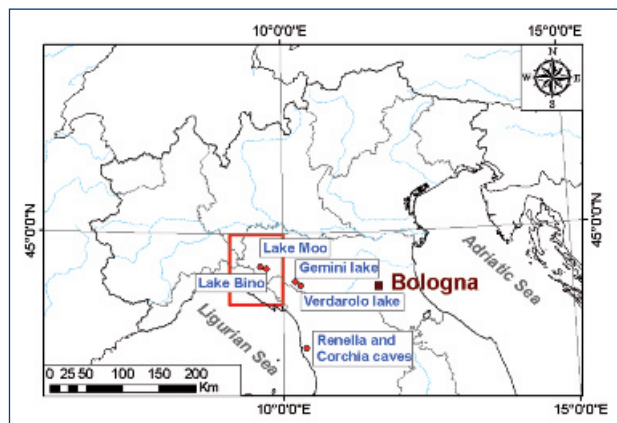 10°0'0"E
15°0'0"E
N
W E
S
45°0'0"N
45°0'0"N
Lake Moo
Gemini lake
Lake Bino
Bologna
Verdarolo lake
Adriatic Sea
Ligurian Sea
Renella and
Corchia caves
0 25 50 100 150 200
Km
10°0'0"E
15°0'0"E